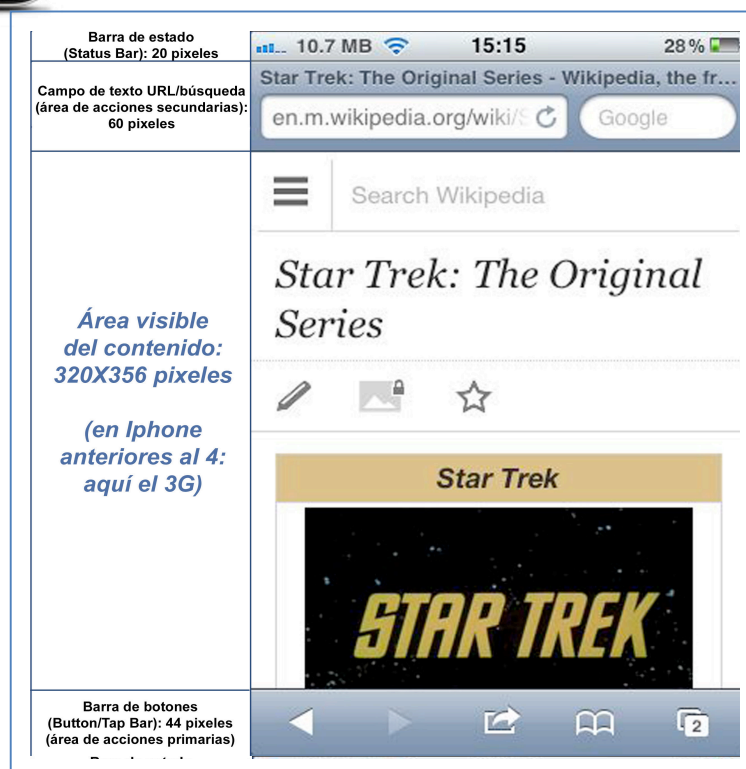 Barra de estado
(Status Bar): 20 pixeles
10.7 MB 15:15 28 %
Campo de texto URL/búsqueda
(área de acciones secundarias):
60 pixeles
Star Trek: The Original Series - Wikipedia, the fr...
en.m.wikipedia.org/wiki/S Google
Search Wikipedia
Star Trek: The Original
Series
Área visible
del contenido:
320X356 pixeles
(en Iphone
anteriores al 4:
aquí el 3G)
Star Trek
STAR TREK
Barra de botones
(Button/Tap Bar): 44 pixeles
(área de acciones primarias)
2